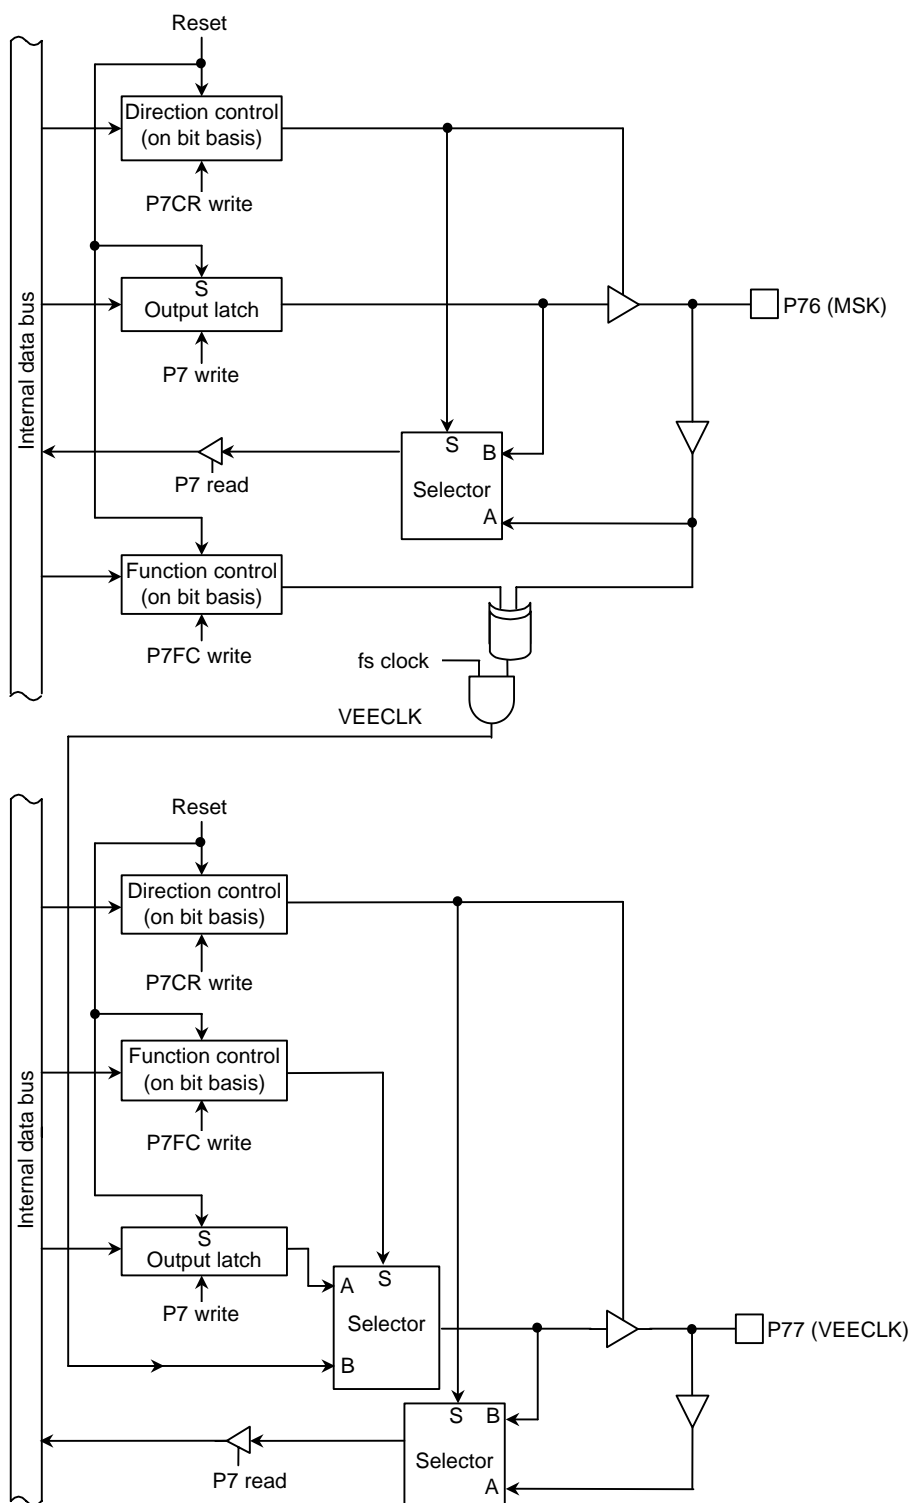 Reset
Direction control
(on bit basis)
P7CR write
S
Output latch
P7 write
P76 (MSK)
Internal data bus
S
B
Selector
A
P7 read
Function control
(on bit basis)
P7FC write
fs clock
VEECLK
Reset
Direction control
(on bit basis)
P7CR write
Function control
(on bit basis)
P7FC write
Internal data bus
S
Output latch
P7 write
A
S
Selector
B
P77 (VEECLK)
S
B
Selector
A
P7 read